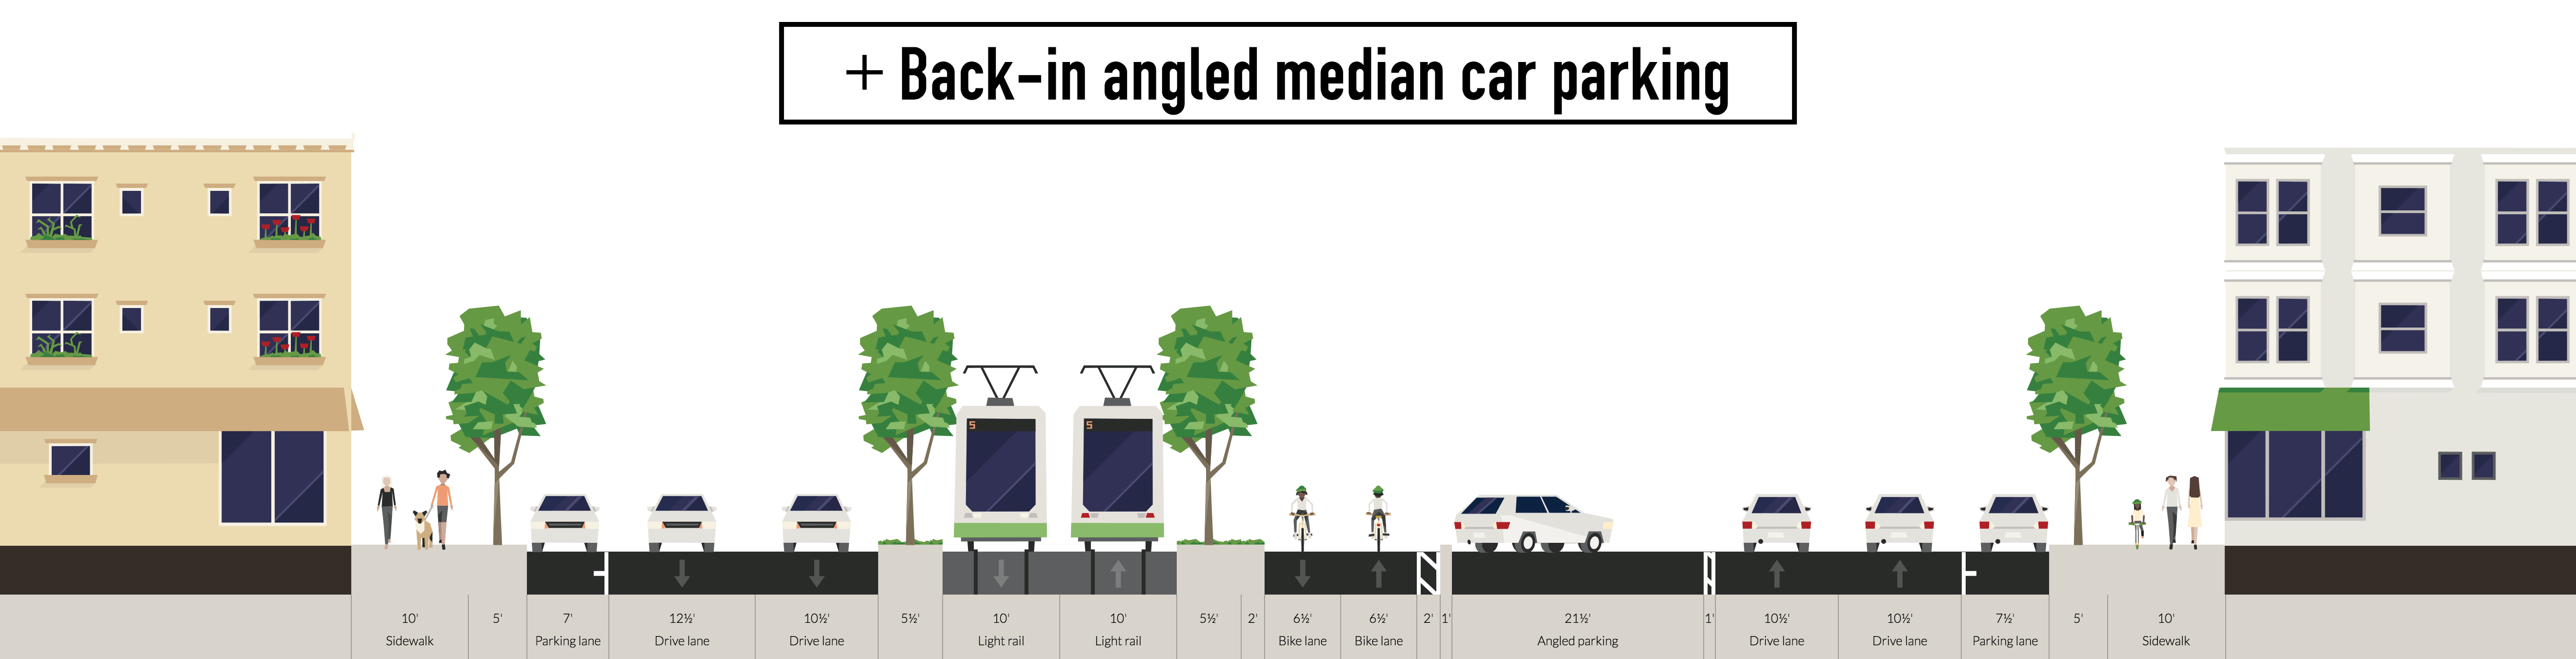 + Back-in angled median car parking
5 5
10' 5' 7' 12½' 10½' 5½' 10' 10' 5½' 2' 6½' 6½' 2' 1' 21½' 1' 10½' 10½' 7½' 5' 10'
Sidewalk Parking lane Drive lane Drive lane Light rail Light rail Bike lane Bike lane Angled parking Drive lane Drive lane Parking lane Sidewalk